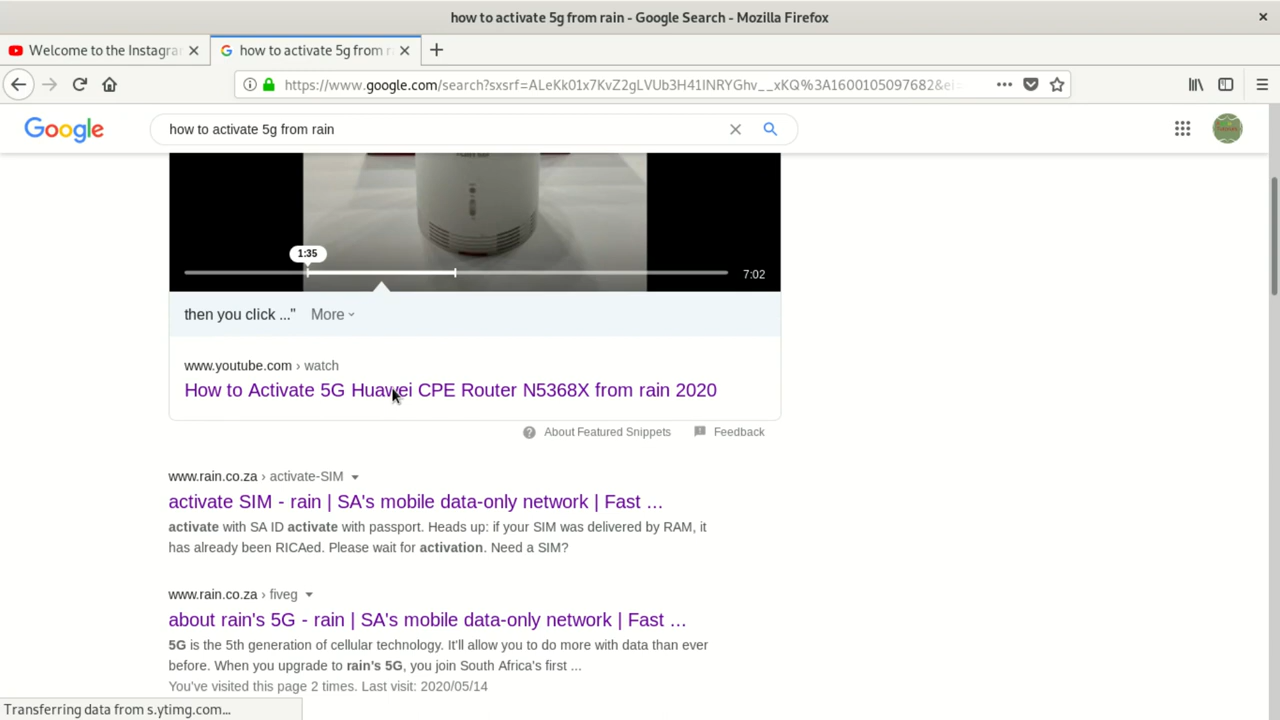 how to activate 5g from rain - Google Search - Mozilla Firefox
Welcome to the Instagra
how to activate 5g from r
https://www.google.com/search?sxsrf=ALeKk01x7KvZ2gLVUb3H41INRYGhv__xKQ%3A1600105097682&ei=
Google
how to activate 5g from rain
1:35
7:02
then you click ..." More
www.youtube.com › watch
How to Activate 5G Huawei CPE Router N5368X from rain 2020
About Featured Snippets Feedback
www.rain.co.za › activate-SIM
activate SIM - rain | SA's mobile data-only network | Fast ...
activate with SA ID activate with passport. Heads up: if your SIM was delivered by RAM, it
has already been RICAed. Please wait for activation. Need a SIM?
www.rain.co.za › fiveg
about rain's 5G - rain | SA's mobile data-only network | Fast ...
5G is the 5th generation of cellular technology. It'll allow you to do more with data than ever
before. When you upgrade to rain's 5G, you join South Africa's first ...
You've visited this page 2 times. Last visit: 2020/05/14
Transferring data from s.ytimg.com...